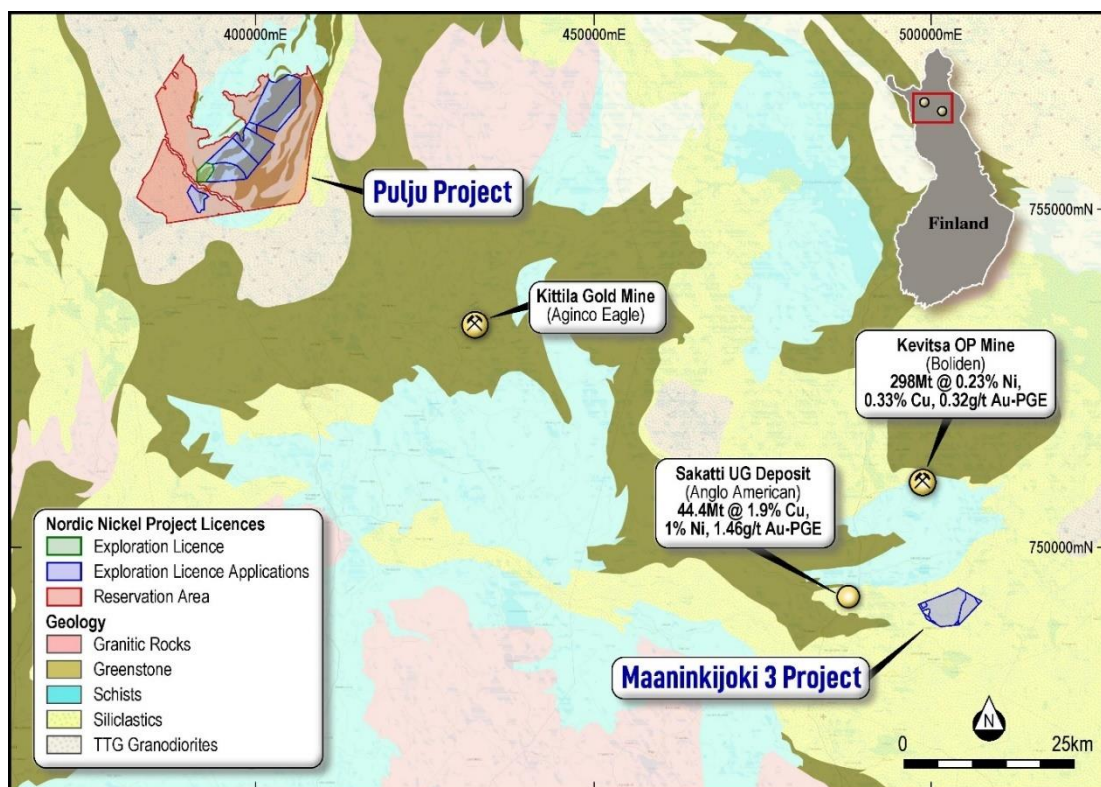 400000mE
450000mE
500000mE
Finland
Pulju Project
755000mN
Kittila Gold Mine
(Aginco Eagle)
Kevitsa OP Mine
(Boliden)
298Mt @ 0.23% Ni,
0.33% Cu, 0.32g/t Au-PGE
Sakatti UG Deposit
(Anglo American)
44.4Mt @ 1.9% Cu,
1% Ni, 1.46g/t Au-PGE
750000mN
Nordic Nickel Project Licences
Exploration Licence
Exploration Licence Applications
Reservation Area
Geology
Granitic Rocks
Greenstone
Schists
Siliclastics
TTG Granodiorites
Maaninkijoki 3 Project
N
0
25km